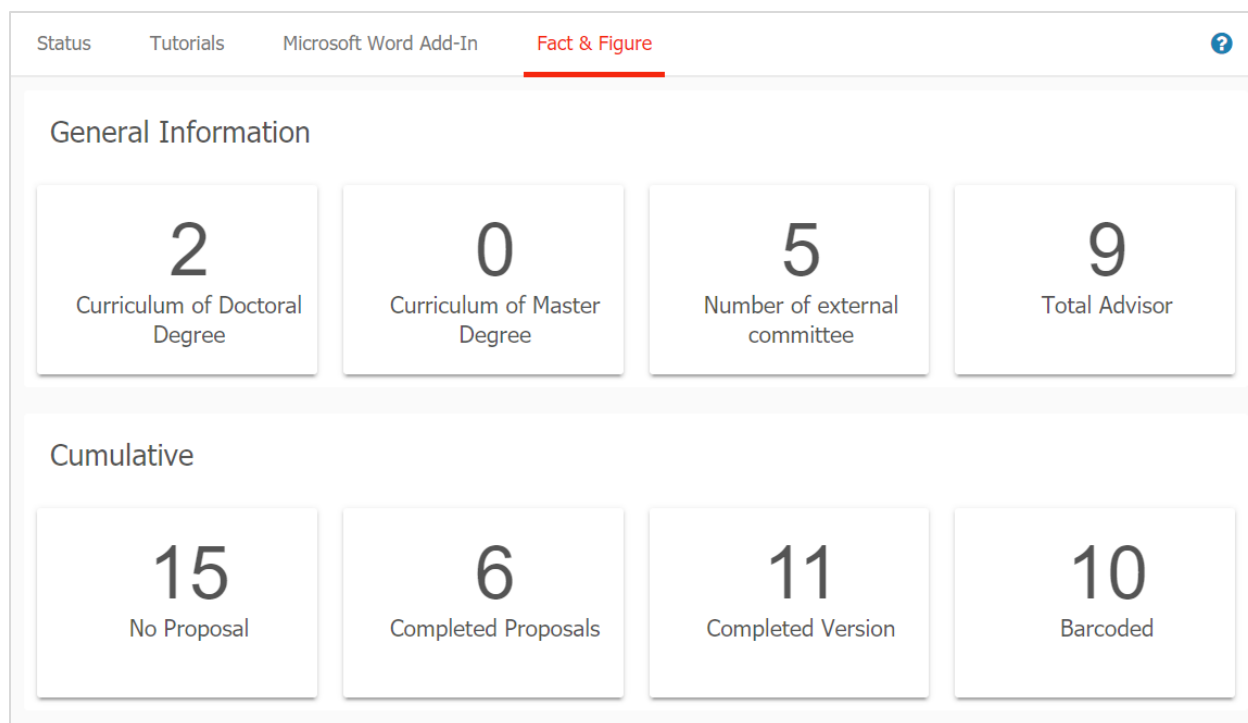 Status Tutorials Microsoft Word Add-In Fact & Figure ?
General Information
2
Curriculum of Doctoral
Degree
0
Curriculum of Master
Degree
5
Number of external
committee
9
Total Advisor
Cumulative
15
No Proposal
6
Completed Proposals
11
Completed Version
10
Barcoded